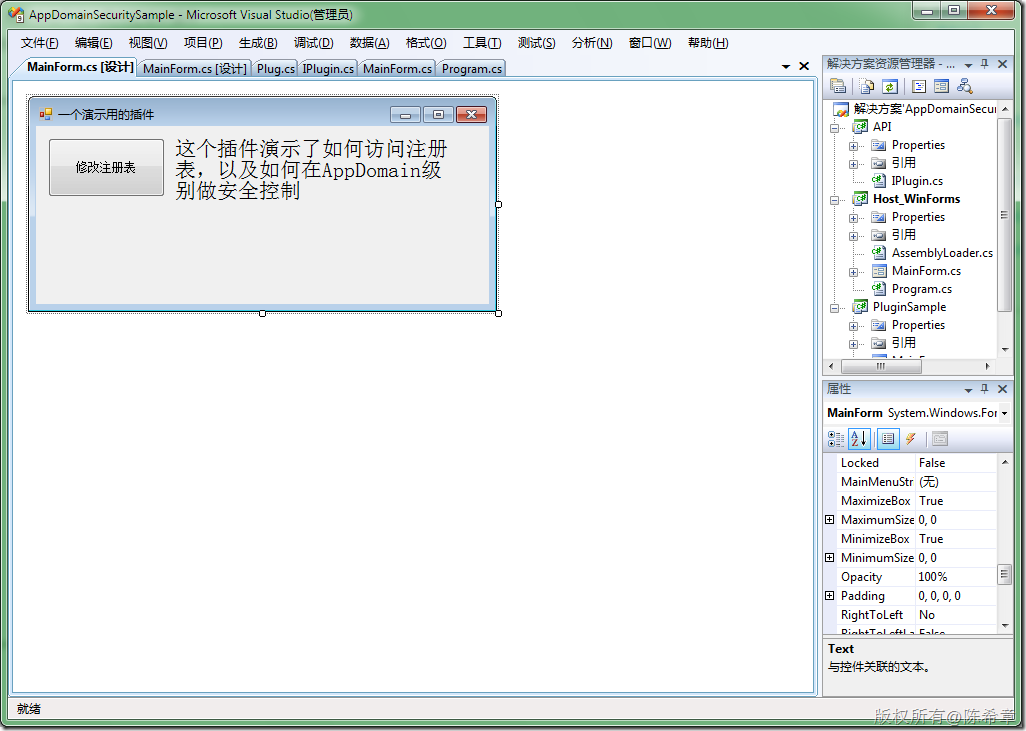 AppDomainSecuritySample - Microsoft Visual Studio(管理员)
文件(F) 编辑(E) 视图(V) 项目(P) 生成(B) 调试(D) 数据(A) 格式(O) 工具(T) 测试(S) 分析(N) 窗口(W) 帮助(H)
MainForm.cs [设计] MainForm.cs [设计] Plug.cs IPlugin.cs MainForm.cs Program.cs
一个演示用的插件
修改注册表
这个插件演示了如何访问注册
表，以及如何在AppDomain级
别做安全控制
解决方案资源管理器 - ...
解决方案'AppDomainSecur
API
Properties
引用
IPlugin.cs
Host_WinForms
Properties
引用
AssemblyLoader.cs
MainForm.cs
Program.cs
PluginSample
Properties
引用
属性
MainForm System.Windows.For
Locked False
MainMenuStr (无)
MaximizeBox True
MaximumSize 0, 0
MinimizeBox True
MinimumSize 0, 0
Opacity 100%
Padding 0, 0, 0, 0
RightToLeft No
RightToLeftLa False
Text
与控件关联的文本。
就绪
版权所有@陈希章